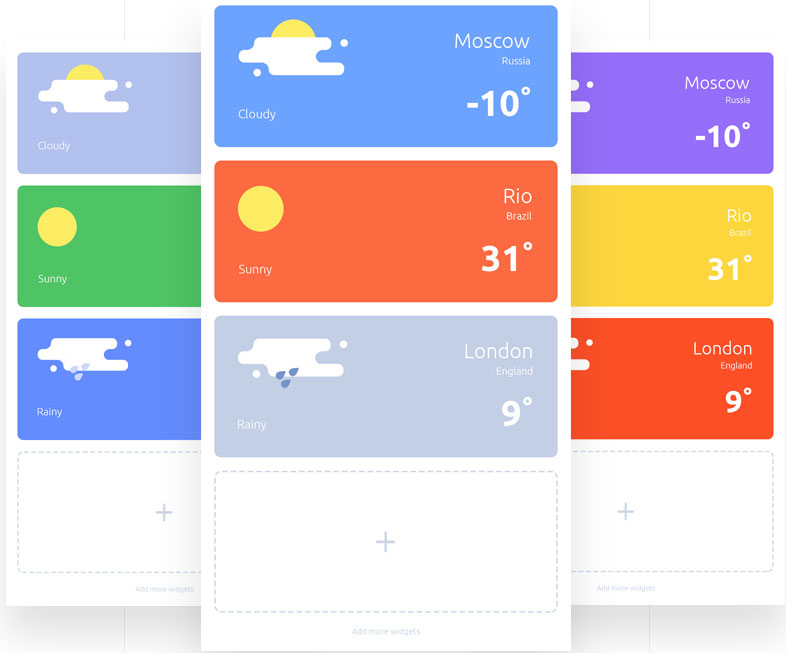 Cloudy
Sunny
Rainy
Add more widgets
Moscow
Russia
-10°
Cloudy
Rio
Brazil
31°
Sunny
London
England
9°
Rainy
+
Add more widgets
Moscow
Russia
-10°
Rio
Brazil
31°
London
England
9°
Add more widgets